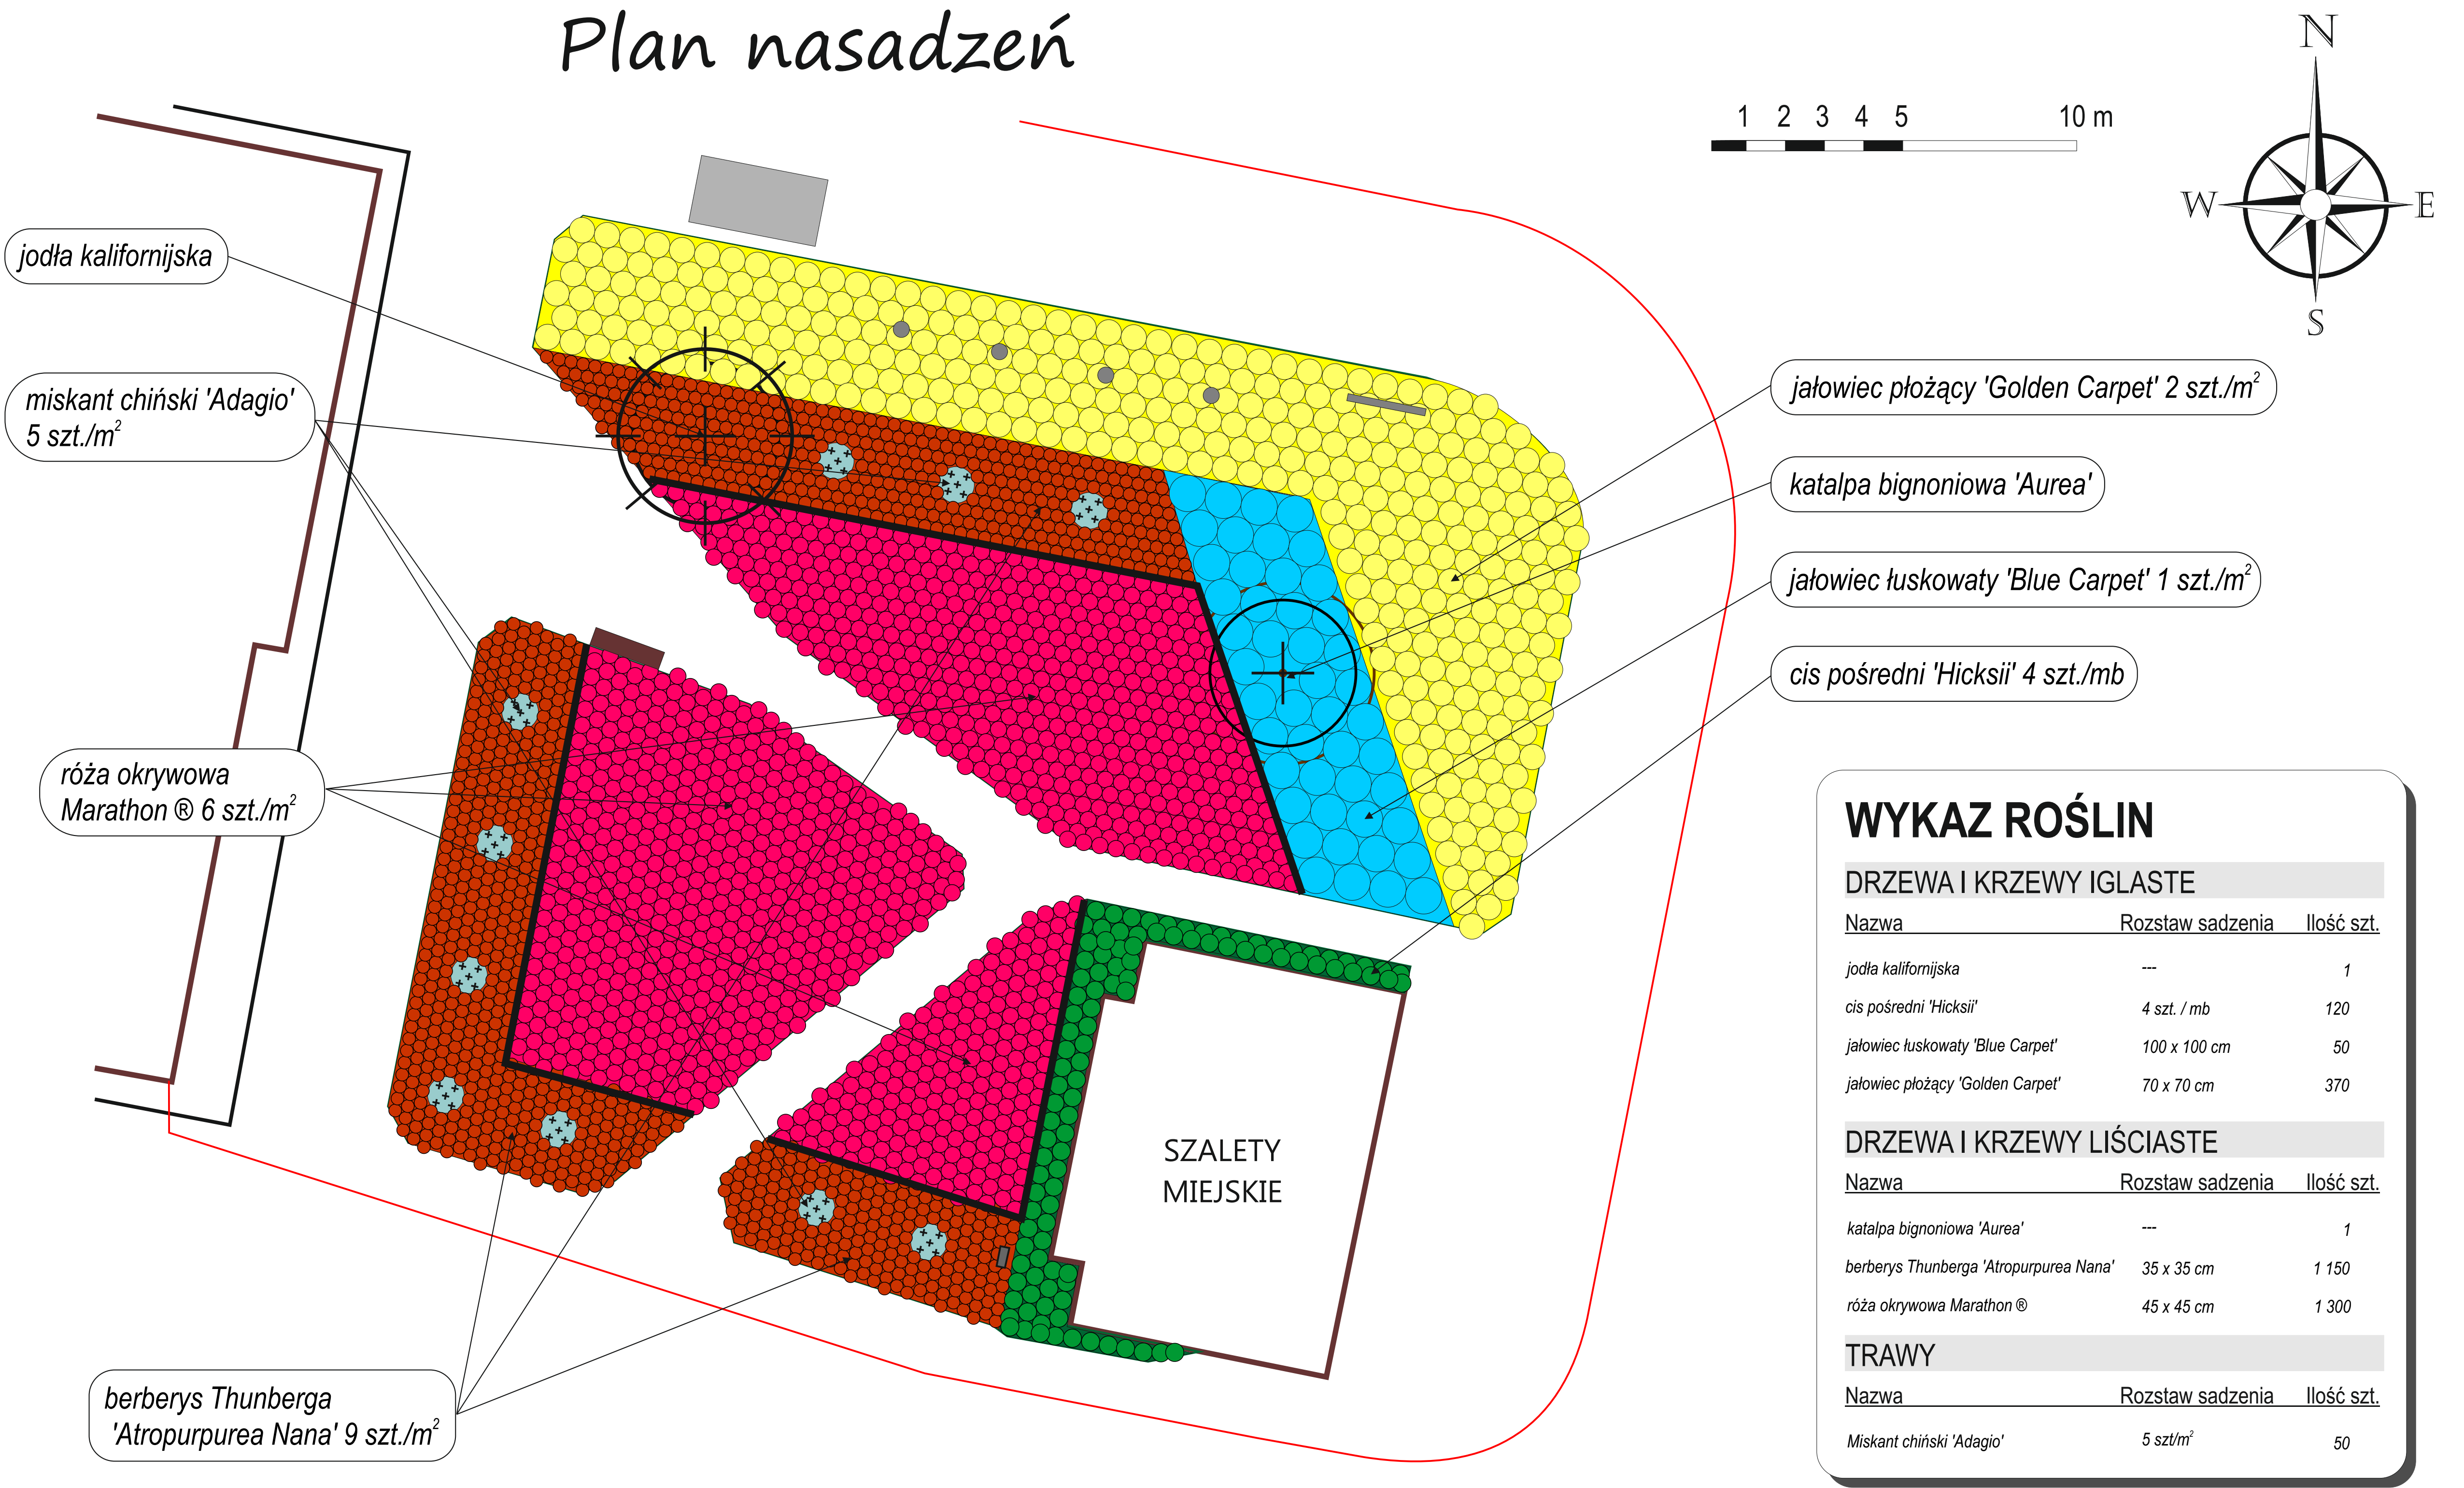 Plan nasadzeń
N
W
E
S
1 2 3 4 5 10 m
jodła kalifornijska
miskant chiński 'Adagio'
5 szt./m²
róża okrywowa
Marathon ® 6 szt./m²
berberys Thunberga
'Atropurpurea Nana' 9 szt./m²
jałowiec płożący 'Golden Carpet' 2 szt./m²
katalpa bignoniowa 'Aurea'
jałowiec łuskowaty 'Blue Carpet' 1 szt./m²
cis pośredni 'Hicksii' 4 szt./mb
SZALETY
MIEJSKIE
WYKAZ ROŚLIN
DRZEWA I KRZEWY IGLASTE
Nazwa Rozstaw sadzenia Ilość szt.
jodła kalifornijska --- 1
cis pośredni 'Hicksii' 4 szt. / mb 120
jałowiec łuskowaty 'Blue Carpet' 100 x 100 cm 50
jałowiec płożący 'Golden Carpet' 70 x 70 cm 370
DRZEWA I KRZEWY LIŚCIASTE
Nazwa Rozstaw sadzenia Ilość szt.
katalpa bignoniowa 'Aurea' --- 1
berberys Thunberga 'Atropurpurea Nana' 35 x 35 cm 1 150
róża okrywowa Marathon ® 45 x 45 cm 1 300
TRAWY
Nazwa Rozstaw sadzenia Ilość szt.
Miskant chiński 'Adagio' 5 szt/m² 50